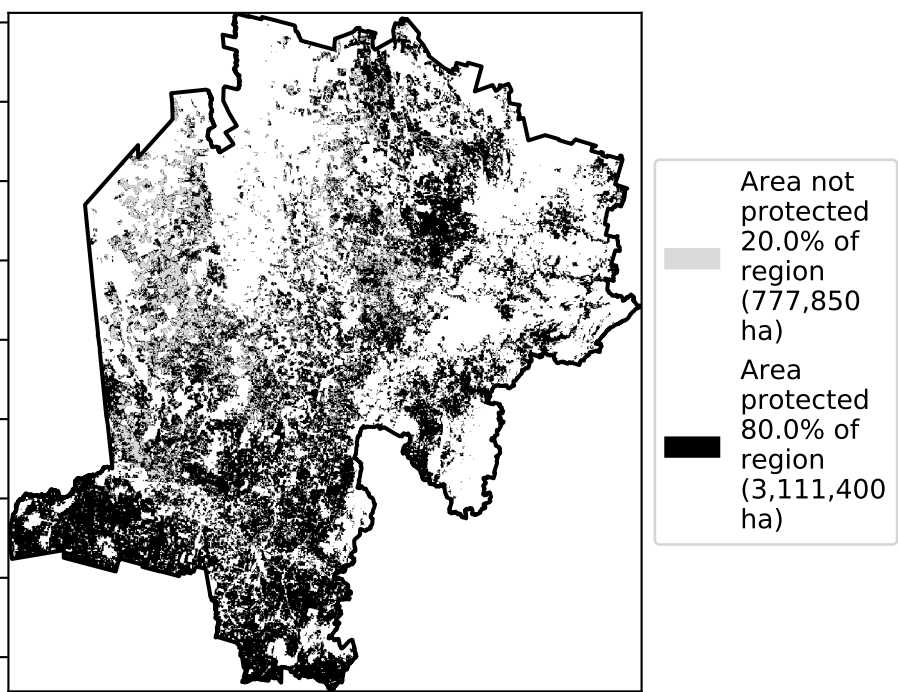 Area not
protected
20.0% of
region
(777,850
ha)
Area
protected
80.0% of
region
(3,111,400
ha)